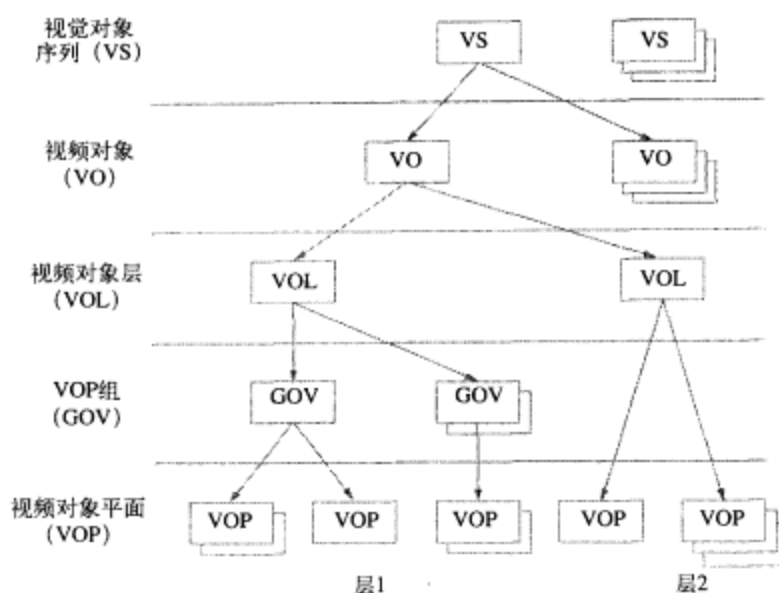 视觉对象
序列（VS）
VS
VS
视频对象
（VO）
VO
VO
视频对象层
（VOL）
VOL
VOL
VOP组
（GOV）
GOV
GOV
视频对象平面
（VOP）
VOP
VOP
VOP
VOP
VOP
层1
层2